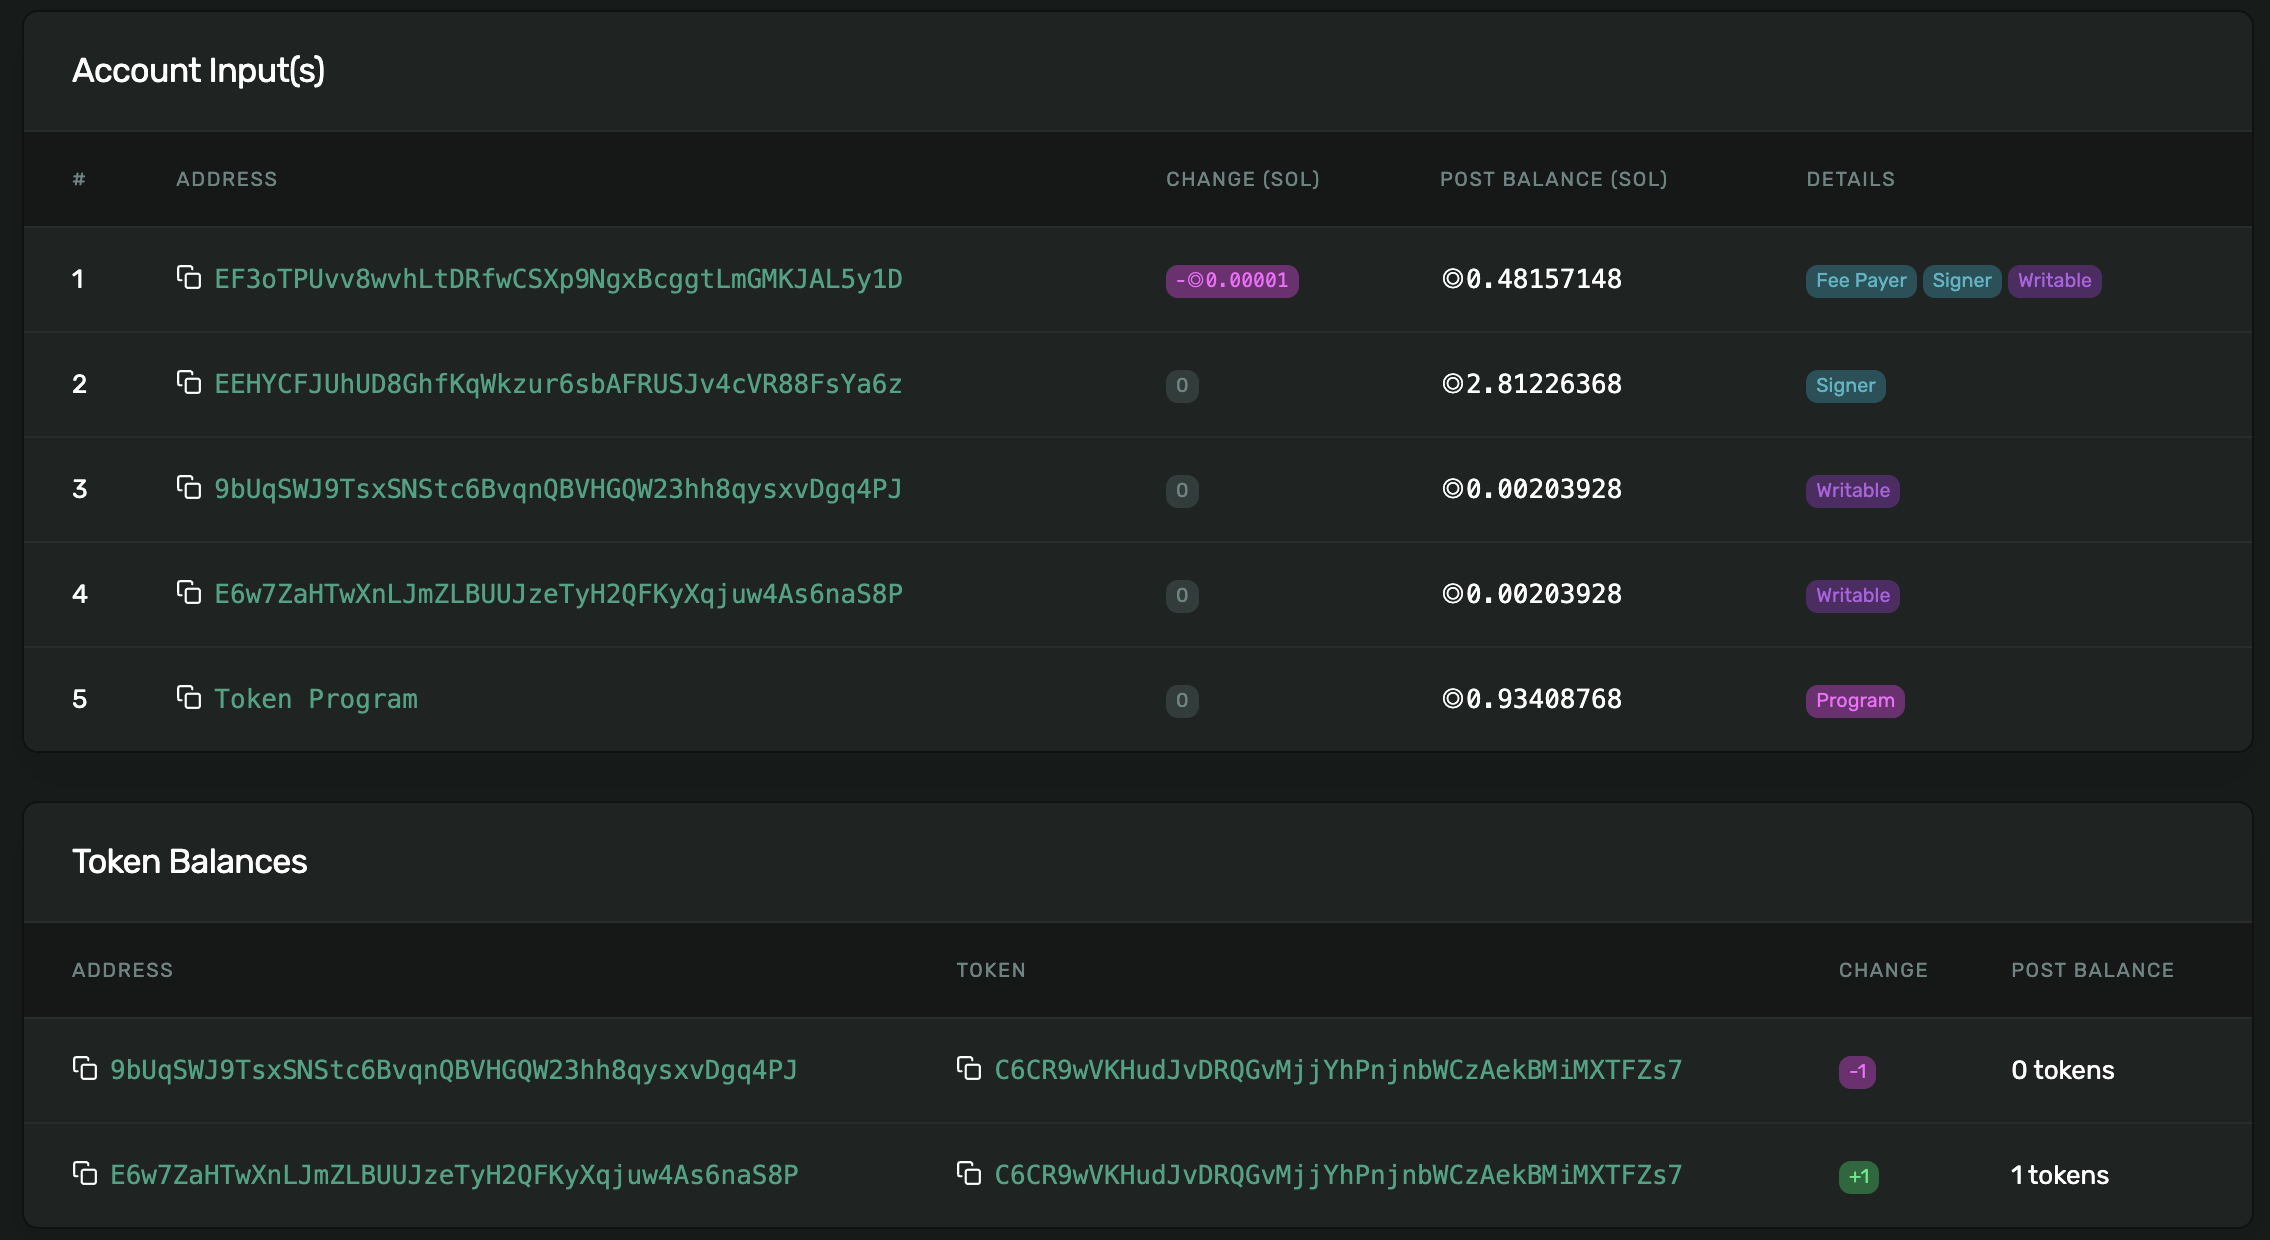 Account Input(s)
# ADDRESS CHANGE (SOL) POST BALANCE (SOL) DETAILS
1 EF3oTPUvv8wvhLtDRfwCSXp9NgxBcggtLmGMKJAL5y1D -◎0.00001 ◎0.48157148 Fee Payer Signer Writable
2 EEHYCFJUhUD8GhfKqWkzur6sbAFRUSJv4cVR88FsYa6z 0 ◎2.81226368 Signer
3 9bUqSWJ9TsxSNStc6BvqnQBVHGQW23hh8qysxvDgq4PJ 0 ◎0.00203928 Writable
4 E6w7ZaHTwXnLJmZLBUUJzeTyH2QFKyXqjuw4As6naS8P 0 ◎0.00203928 Writable
5 Token Program 0 ◎0.93408768 Program
Token Balances
ADDRESS TOKEN CHANGE POST BALANCE
9bUqSWJ9TsxSNStc6BvqnQBVHGQW23hh8qysxvDgq4PJ C6CR9wVKHudJvDRQGvMjjYhPnjnbWCzAekBMiMXTFZs7 -1 0 tokens
E6w7ZaHTwXnLJmZLBUUJzeTyH2QFKyXqjuw4As6naS8P C6CR9wVKHudJvDRQGvMjjYhPnjnbWCzAekBMiMXTFZs7 +1 1 tokens